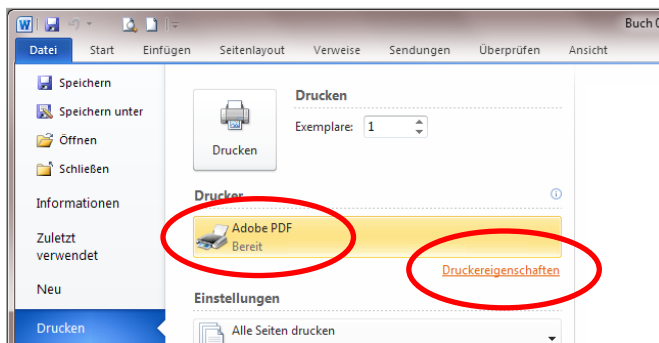 Buch
Datei Start Einfügen Seitenlayout Verweise Sendungen Überprüfen Ansicht
Speichern
Speichern unter
Öffnen
Schließen
Informationen
Zuletzt
verwendet
Neu
Drucken
Drucken
Drucken
Exemplare: 1
Drucker
Adobe PDF
Bereit
Druckereigenschaften
Einstellungen
Alle Seiten drucken